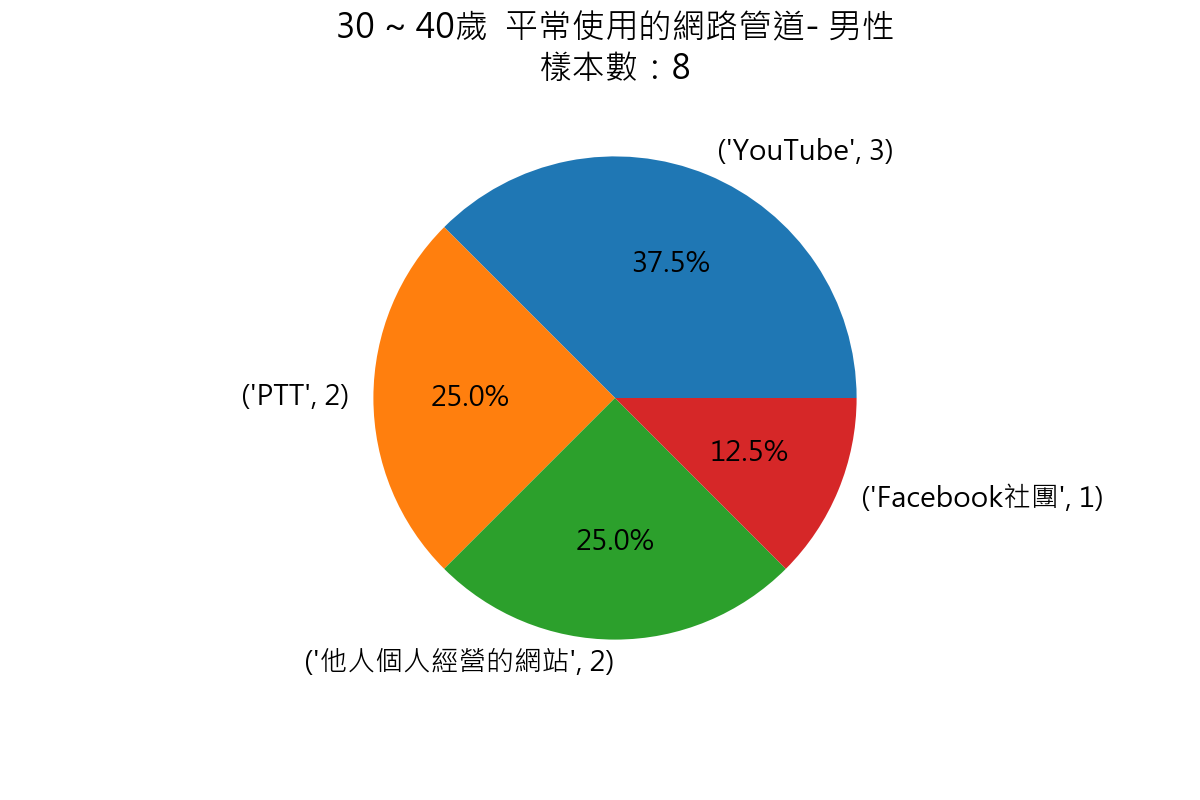 30 ~ 40歲 平常使用的網路管道- 男性
樣本數：8
('YouTube', 3)
37.5%
('PTT', 2)
25.0%
12.5%
('Facebook社團', 1)
25.0%
('他人個人經營的網站', 2)